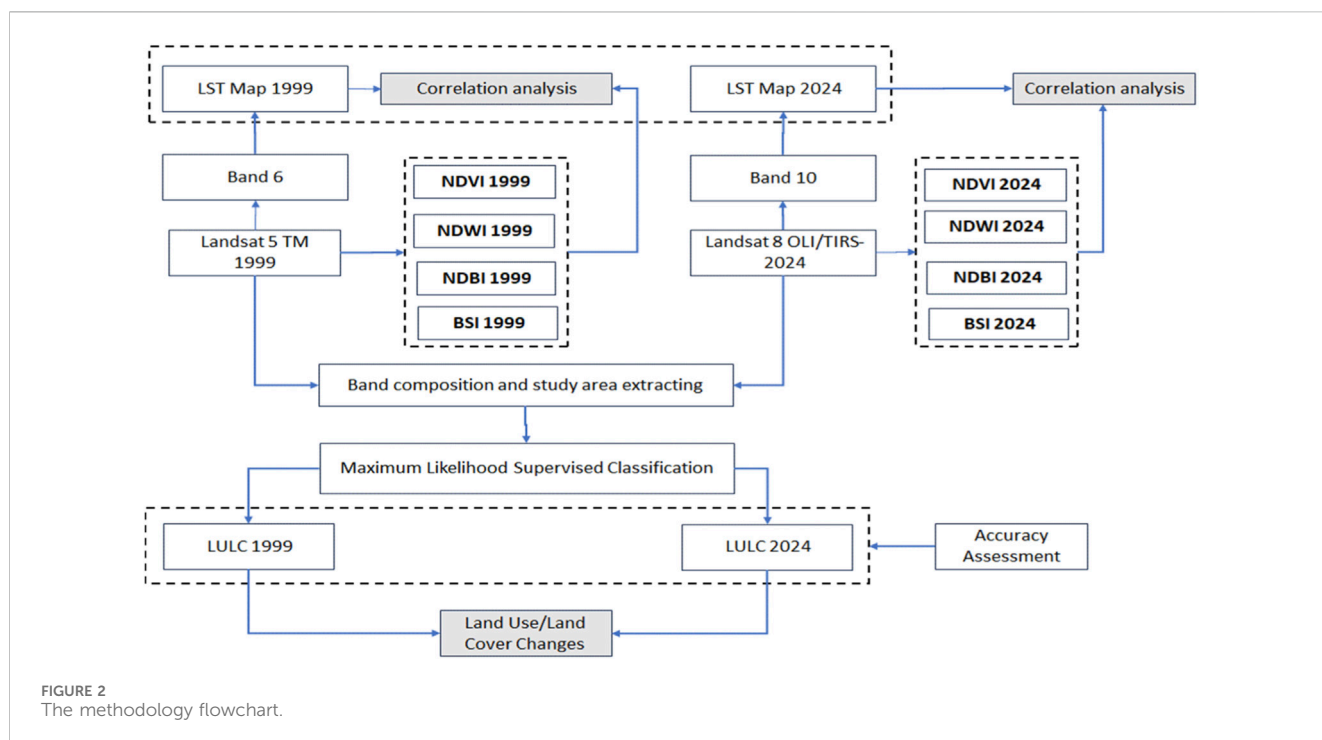 LST Map 1999
Correlation analysis
LST Map 2024
Correlation analysis
Band 6
NDVI 1999
Band 10
NDVI 2024
NDWI 1999
NDWI 2024
Landsat 5 TM
1999
Landsat 8 OLI/TIRS-
2024
NDBI 1999
NDBI 2024
BSI 1999
BSI 2024
Band composition and study area extracting
Maximum Likelihood Supervised Classification
LULC 1999
LULC 2024
Accuracy
Assessment
Land Use/Land
Cover Changes
FIGURE 2
The methodology flowchart.